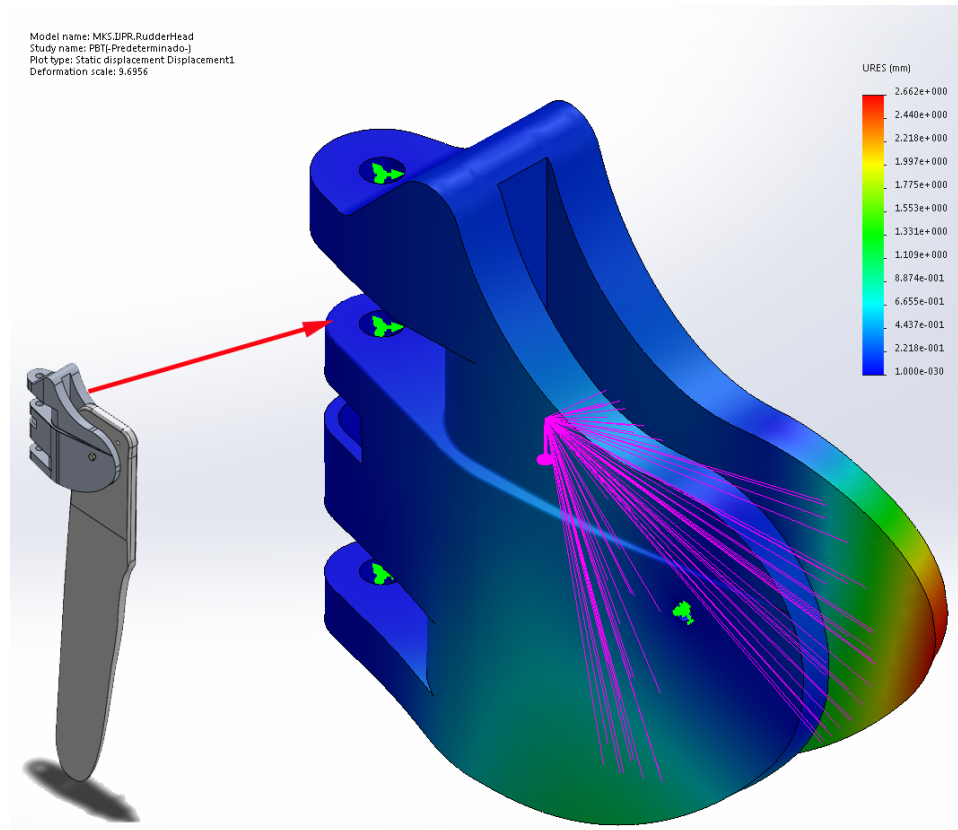 Model name: MKS.IJPR.RudderHead
Study name: PBT(-Predeterminado-)
Plot type: Static displacement Displacement1
Deformation scale: 9.6956
URES (mm)
2.662e+000
2.440e+000
2.218e+000
1.997e+000
1.775e+000
1.553e+000
1.331e+000
1.109e+000
8.874e-001
6.655e-001
4.437e-001
2.218e-001
1.000e-030